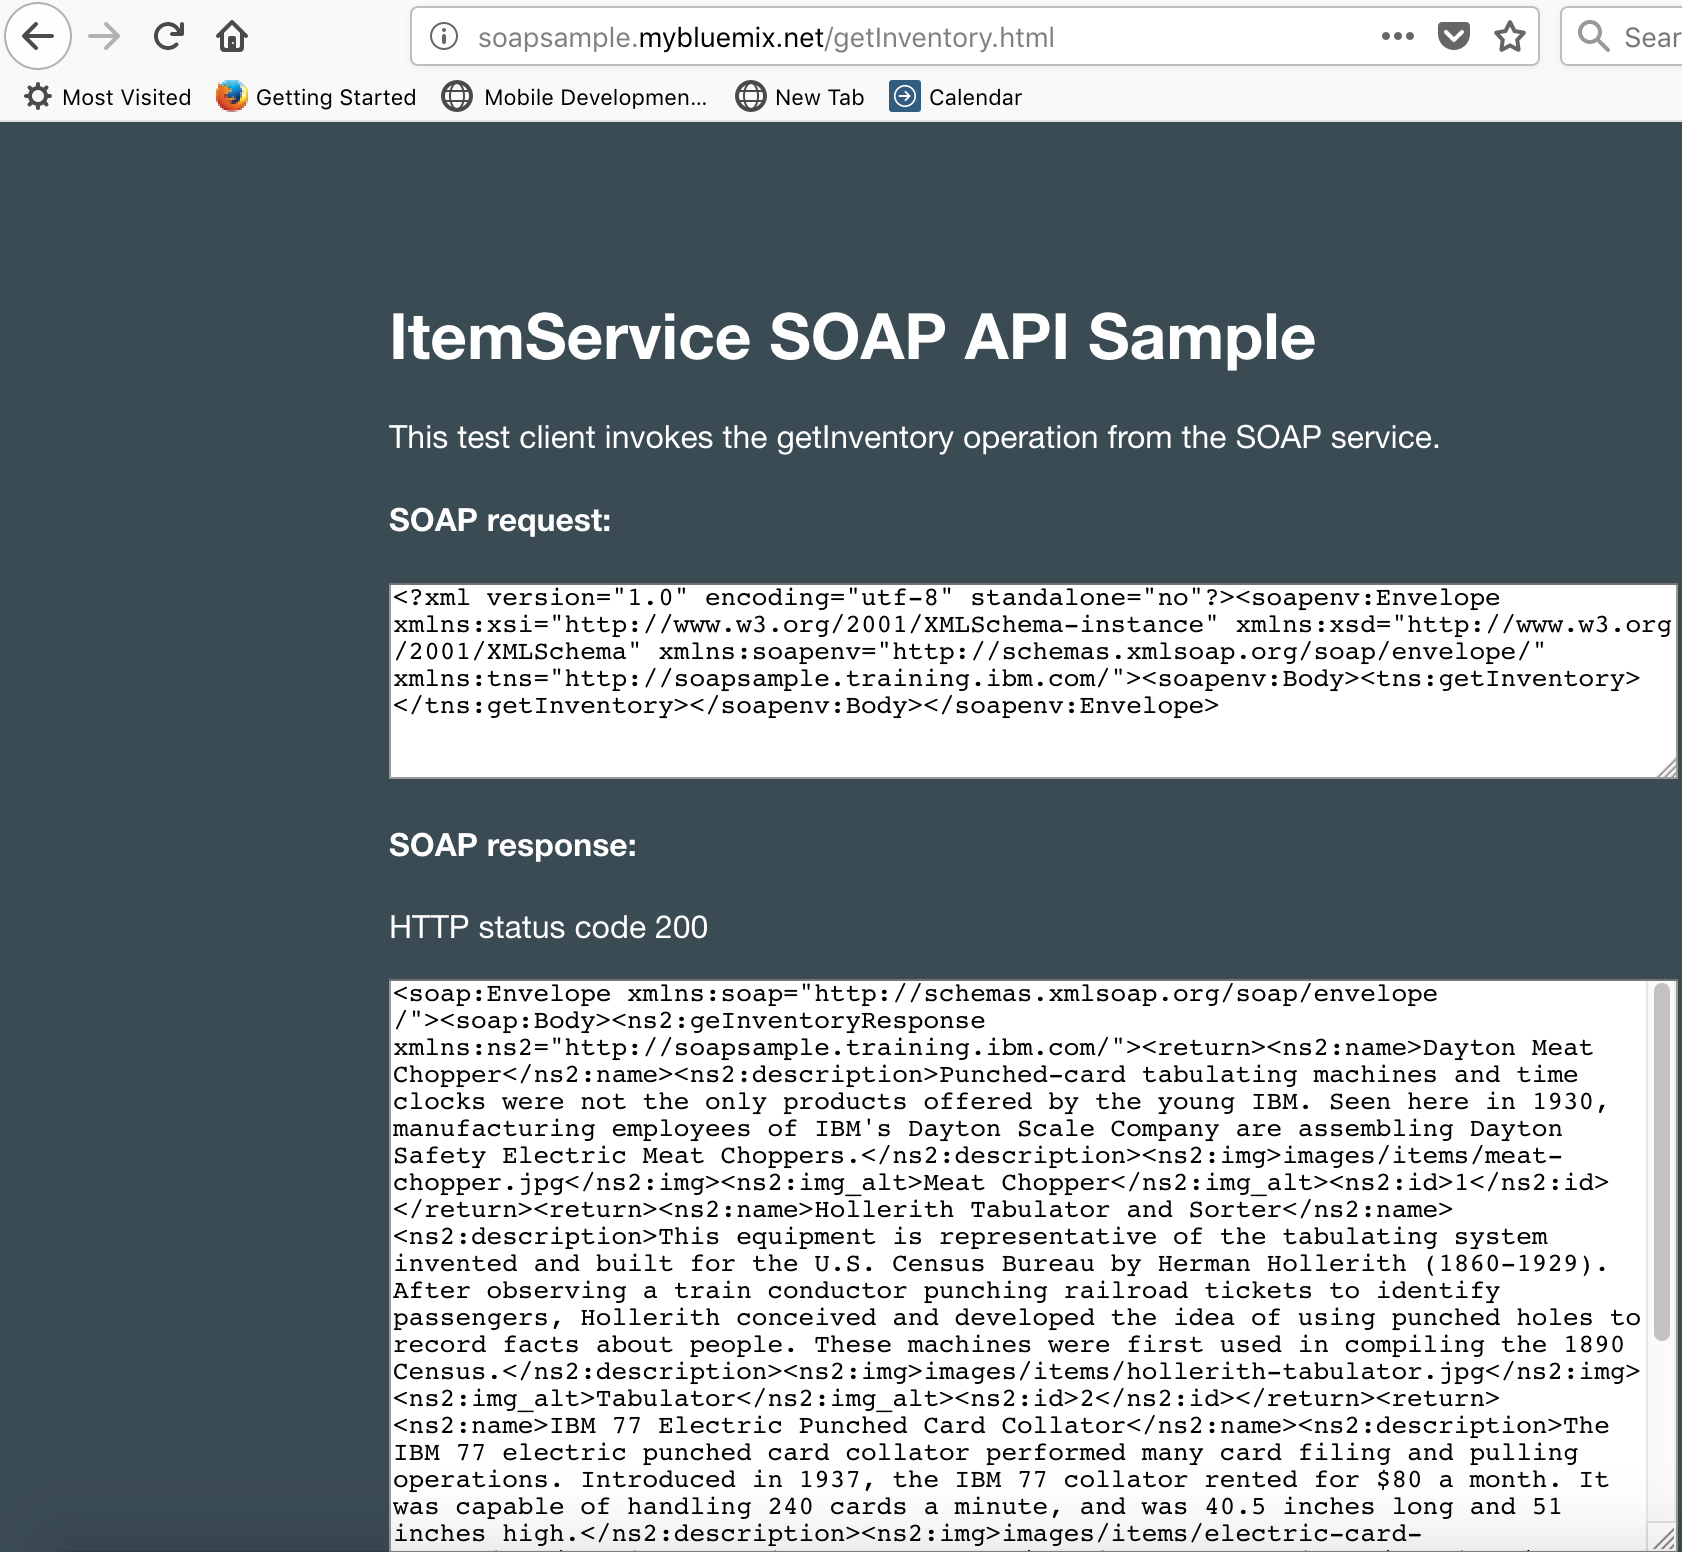 soapsample.mybluemix.net/getInventory.html
Sear
Most Visited
Getting Started
Mobile Developmen...
New Tab
Calendar
ItemService SOAP API Sample
This test client invokes the getInventory operation from the SOAP service.
SOAP request:
<?xml version="1.0" encoding="utf-8" standalone="no"?><soapenv:Envelope
xmlns:xsi="http://www.w3.org/2001/XMLSchema-instance" xmlns:xsd="http://www.w3.org
/2001/XMLSchema" xmlns:soapenv="http://schemas.xmlsoap.org/soap/envelope/"
xmlns:tns="http://soapsample.training.ibm.com/"><soapenv:Body><tns:getInventory>
</tns:getInventory></soapenv:Body></soapenv:Envelope>
SOAP response:
HTTP status code 200
<soap:Envelope xmlns:soap="http://schemas.xmlsoap.org/soap/envelope
/"><soap:Body><ns2:geInventoryResponse
xmlns:ns2="http://soapsample.training.ibm.com/"><return><ns2:name>Dayton Meat
Chopper</ns2:name><ns2:description>Punched-card tabulating machines and time
clocks were not the only products offered by the young IBM. Seen here in 1930,
manufacturing employees of IBM's Dayton Scale Company are assembling Dayton
Safety Electric Meat Choppers.</ns2:description><ns2:img>images/items/meat-
chopper.jpg</ns2:img><ns2:img_alt>Meat Chopper</ns2:img_alt><ns2:id>1</ns2:id>
</return><return><ns2:name>Hollerith Tabulator and Sorter</ns2:name>
<ns2:description>This equipment is representative of the tabulating system
invented and built for the U.S. Census Bureau by Herman Hollerith (1860-1929).
After observing a train conductor punching railroad tickets to identify
passengers, Hollerith conceived and developed the idea of using punched holes to
record facts about people. These machines were first used in compiling the 1890
Census.</ns2:description><ns2:img>images/items/hollerith-tabulator.jpg</ns2:img>
<ns2:img_alt>Tabulator</ns2:img_alt><ns2:id>2</ns2:id></return><return>
<ns2:name>IBM 77 Electric Punched Card Collator</ns2:name><ns2:description>The
IBM 77 electric punched card collator performed many card filing and pulling
operations. Introduced in 1937, the IBM 77 collator rented for $80 a month. It
was capable of handling 240 cards a minute, and was 40.5 inches long and 51
inches high.</ns2:description><ns2:img>images/items/electric-card-